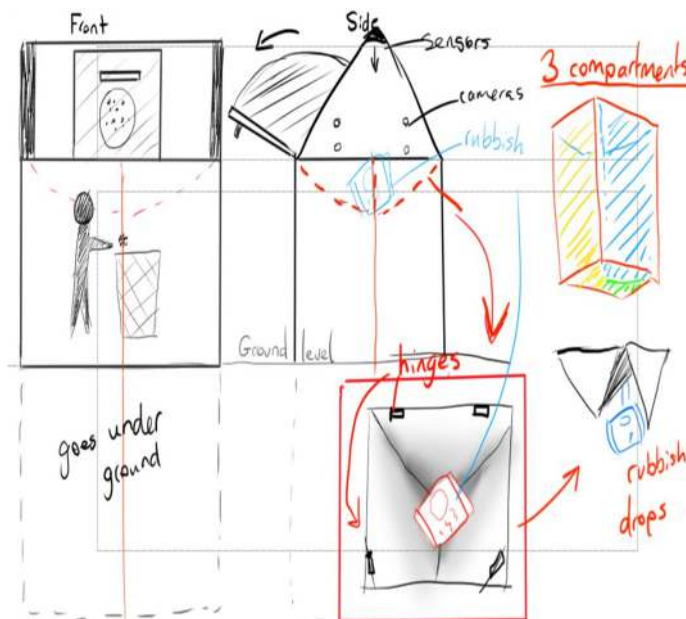 Front
Side
sensors
cameras
rubbish
3 compartments
Ground level
hinges
goes under
ground
rubbish
drops